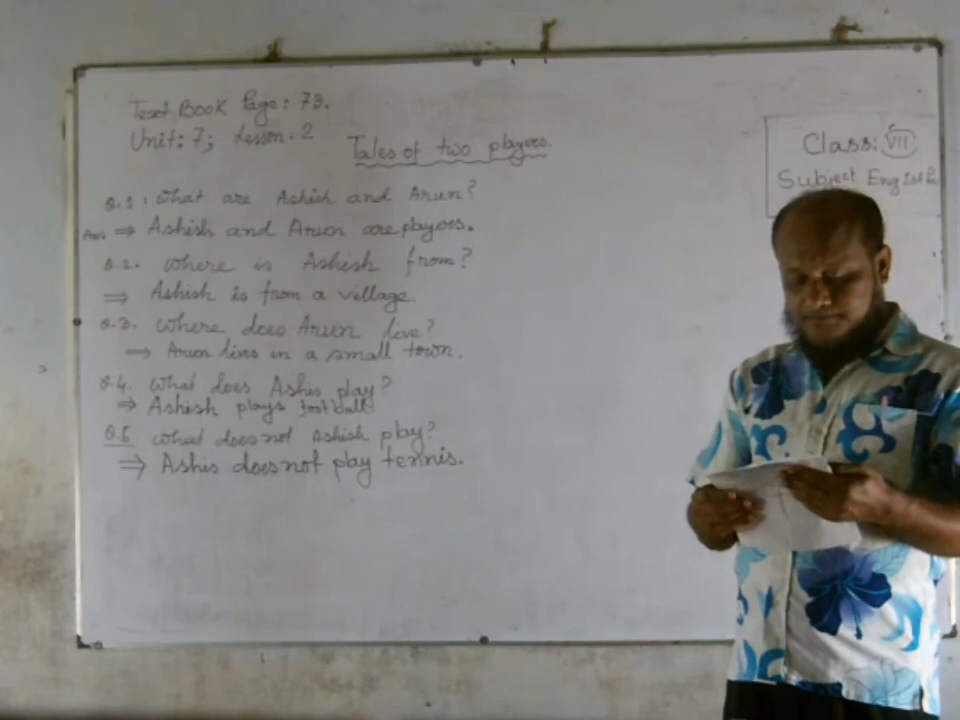 Text Book Page: 73.
Unit: 7; Lesson: 2
Tales of two players.
Class: VII
Subject Eng 1st
Q.1: What are Ashish and Arun?
Ans ⇒ Ashish and Arun are players.
Q.2. Where is Ashish from?
⇒ Ashish is from a village.
Q.3. Where does Arun live?
⇒ Arun lives in a small town.
Q.4. What does Ashis play?
⇒ Ashish plays football.
Q.5 What does not Ashish play?
⇒ Ashis does not play tennis.